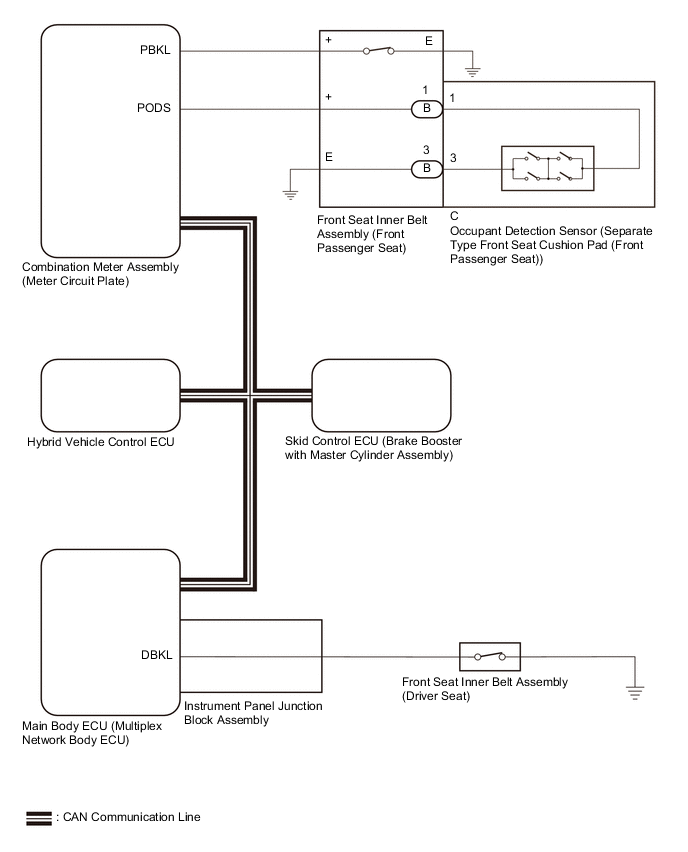 PBKL
+
E
PODS
+
1
B
1
E
3
B
3
Front Seat Inner Belt
Assembly (Front
Passenger Seat)
C
Occupant Detection Sensor (Separate
Type Front Seat Cushion Pad (Front
Passenger Seat))
Combination Meter Assembly
(Meter Circuit Plate)
Hybrid Vehicle Control ECU
Skid Control ECU (Brake Booster
with Master Cylinder Assembly)
DBKL
Front Seat Inner Belt Assembly
(Driver Seat)
Instrument Panel Junction
Block Assembly
Main Body ECU (Multiplex
Network Body ECU)
: CAN Communication Line